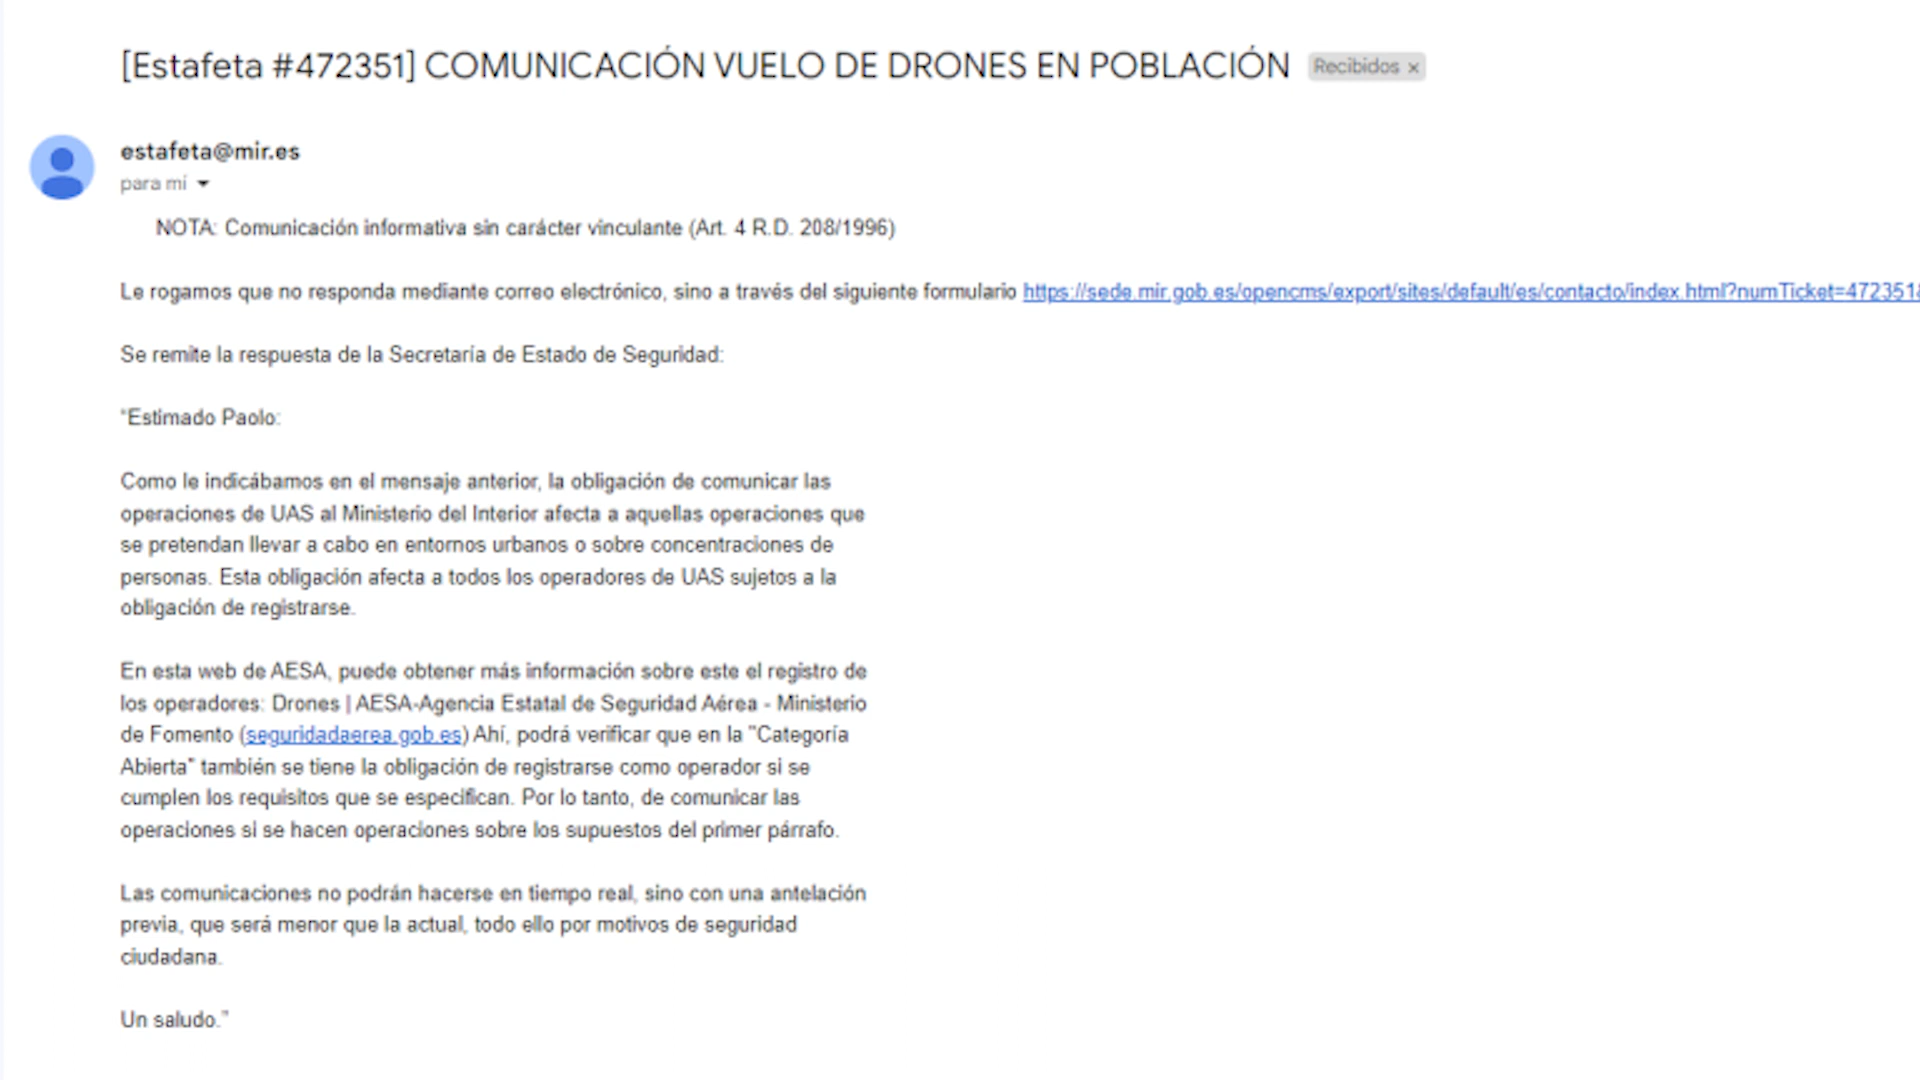 [Estafeta #472351] COMUNICACIÓN VUELO DE DRONES EN POBLACIÓN Recibidos x
estafeta@mir.es
para mí
NOTA: Comunicación informativa sin carácter vinculante (Art. 4 R.D. 208/1996)
Le rogamos que no responda mediante correo electrónico, sino a través del siguiente formulario https://sede.mir.gob.es/opencms/export/sites/default/es/contacto/index.html?numTicket=472351&
Se remite la respuesta de la Secretaría de Estado de Seguridad:
"Estimado Paolo:
Como le indicábamos en el mensaje anterior, la obligación de comunicar las
operaciones de UAS al Ministerio del Interior afecta a aquellas operaciones que
se pretendan llevar a cabo en entornos urbanos o sobre concentraciones de
personas. Esta obligación afecta a todos los operadores de UAS sujetos a la
obligación de registrarse.
En esta web de AESA, puede obtener más información sobre este el registro de
los operadores: Drones | AESA-Agencia Estatal de Seguridad Aérea - Ministerio
de Fomento (seguridadaerea.gob.es) Ahí, podrá verificar que en la "Categoría
Abierta" también se tiene la obligación de registrarse como operador si se
cumplen los requisitos que se especifican. Por lo tanto, de comunicar las
operaciones si se hacen operaciones sobre los supuestos del primer párrafo.
Las comunicaciones no podrán hacerse en tiempo real, sino con una antelación
previa, que será menor que la actual, todo ello por motivos de seguridad
ciudadana.
Un saludo."